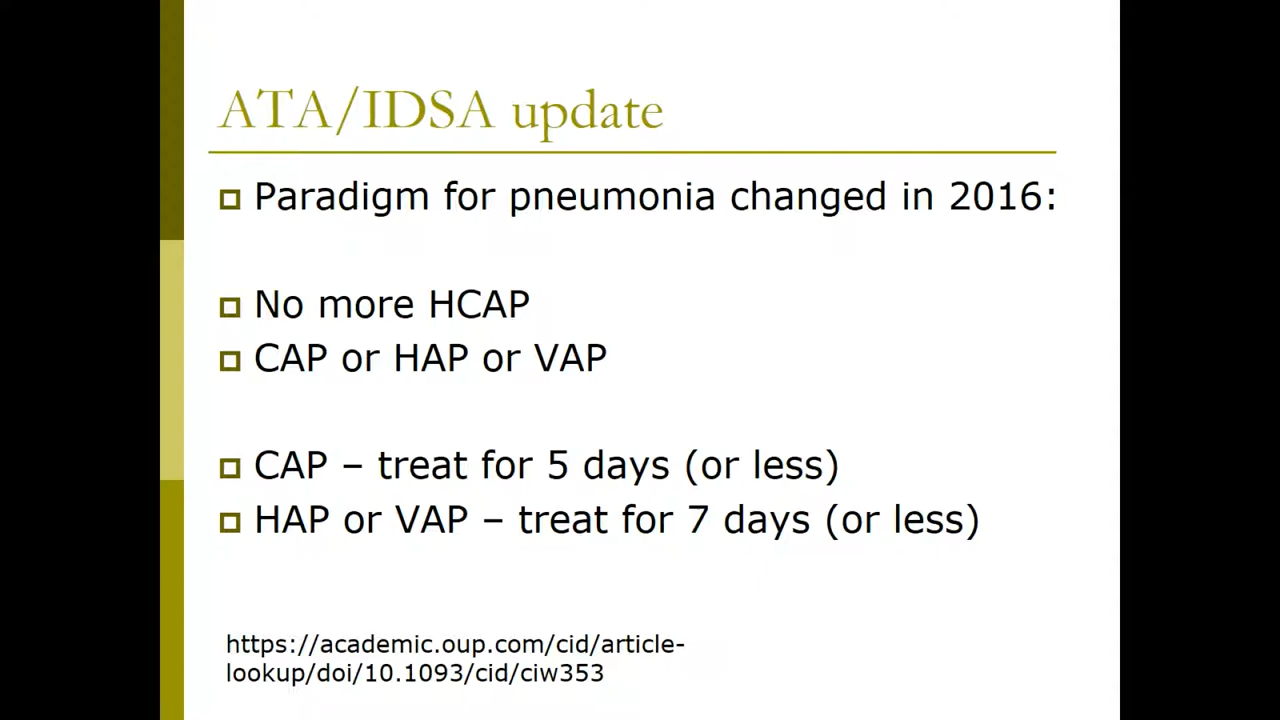 ATA/IDSA update
Paradigm for pneumonia changed in 2016:
No more HCAP
CAP or HAP or VAP
CAP – treat for 5 days (or less)
HAP or VAP – treat for 7 days (or less)
https://academic.oup.com/cid/article-
lookup/doi/10.1093/cid/ciw353